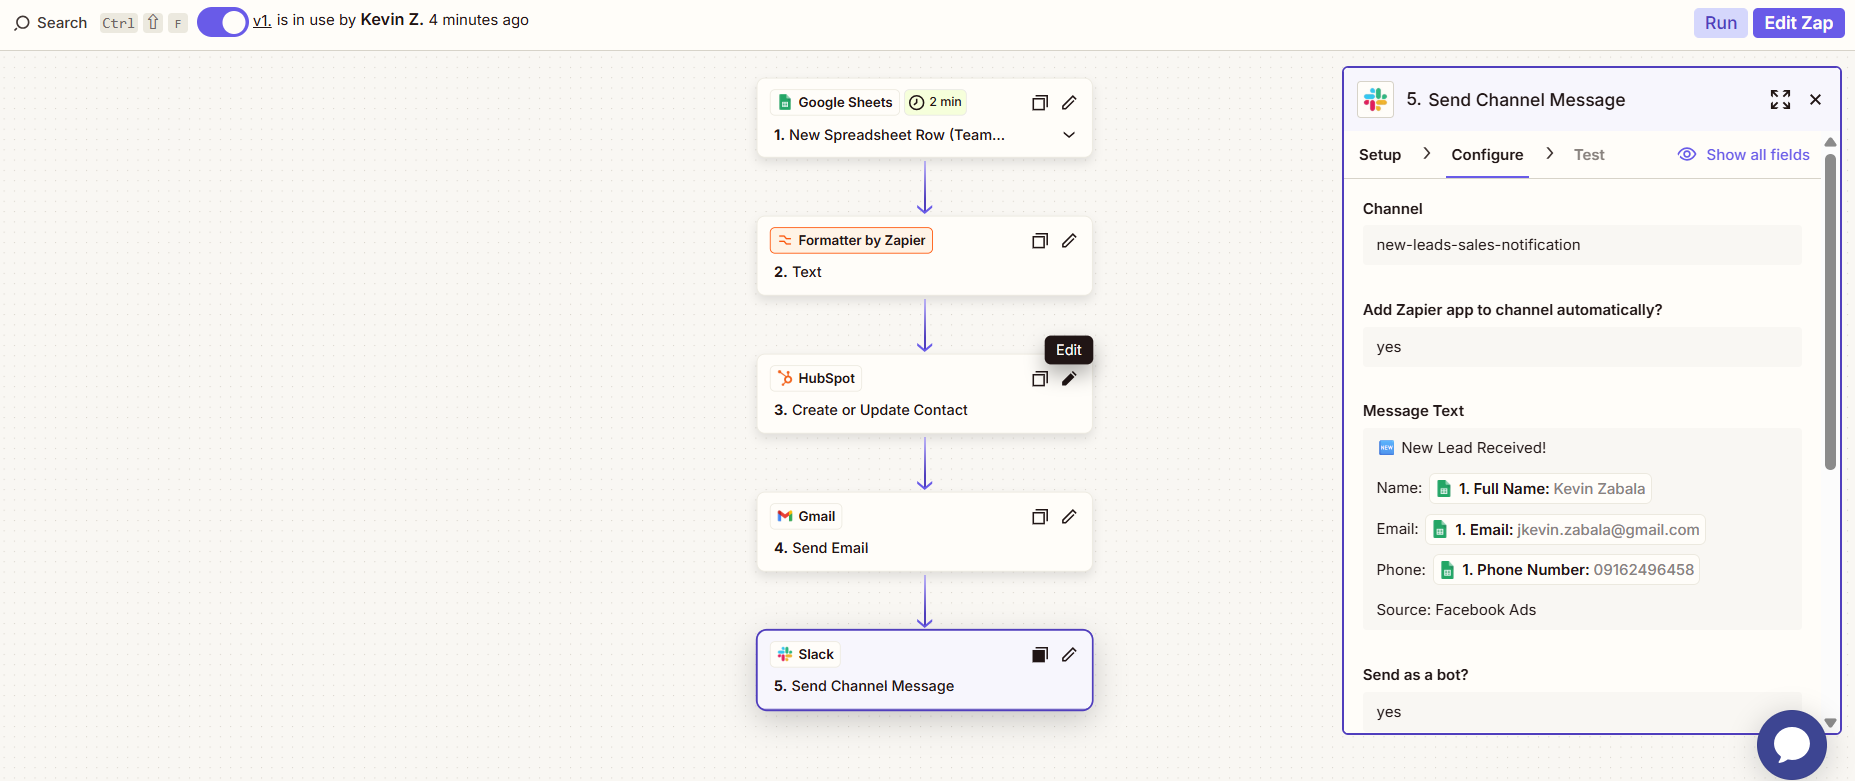 Search Ctrl ⇧ F v1. is in use by Kevin Z. 4 minutes ago
Run Edit Zap
Google Sheets 2 min
1. New Spreadsheet Row (Team...
Formatter by Zapier
2. Text
Edit
HubSpot
3. Create or Update Contact
Gmail
4. Send Email
Slack
5. Send Channel Message
5. Send Channel Message
Setup Configure Test Show all fields
Channel
new-leads-sales-notification
Add Zapier app to channel automatically?
yes
Message Text
🆕 New Lead Received!
Name: 1. Full Name: Kevin Zabala
Email: 1. Email: jkevin.zabala@gmail.com
Phone: 1. Phone Number: 09162496458
Source: Facebook Ads
Send as a bot?
yes